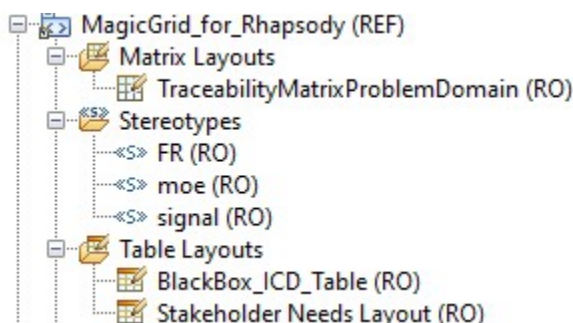 MagicGrid_for_Rhapsody (REF)
Matrix Layouts
TraceabilityMatrixProblemDomain (RO)
«S» Stereotypes
«S» FR (RO)
«S» moe (RO)
«S» signal (RO)
Table Layouts
BlackBox_ICD_Table (RO)
Stakeholder Needs Layout (RO)